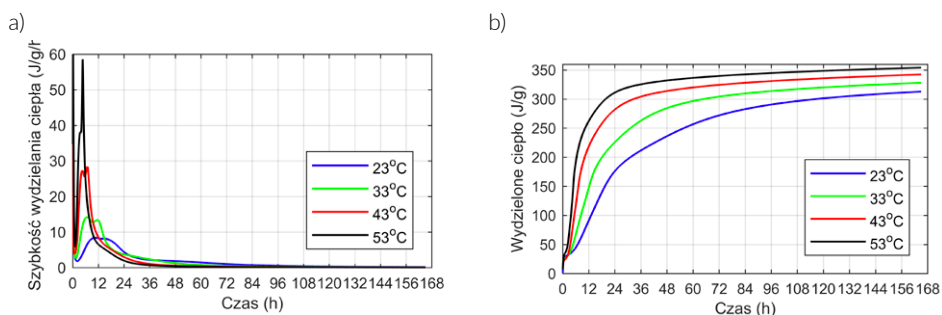 a)
Szybkość wydzielania ciepła (J/g/h
60
50
40
30
20
10
0
0 12 24 36 48 60 72 84 96 108 120 132 144 156 168
Czas (h)
23°C
33°C
43°C
53°C
b)
Wydzielone ciepło (J/g)
350
300
250
200
150
100
50
0
0 12 24 36 48 60 72 84 96 108 120 132 144 156 168
Czas (h)
23°C
33°C
43°C
53°C